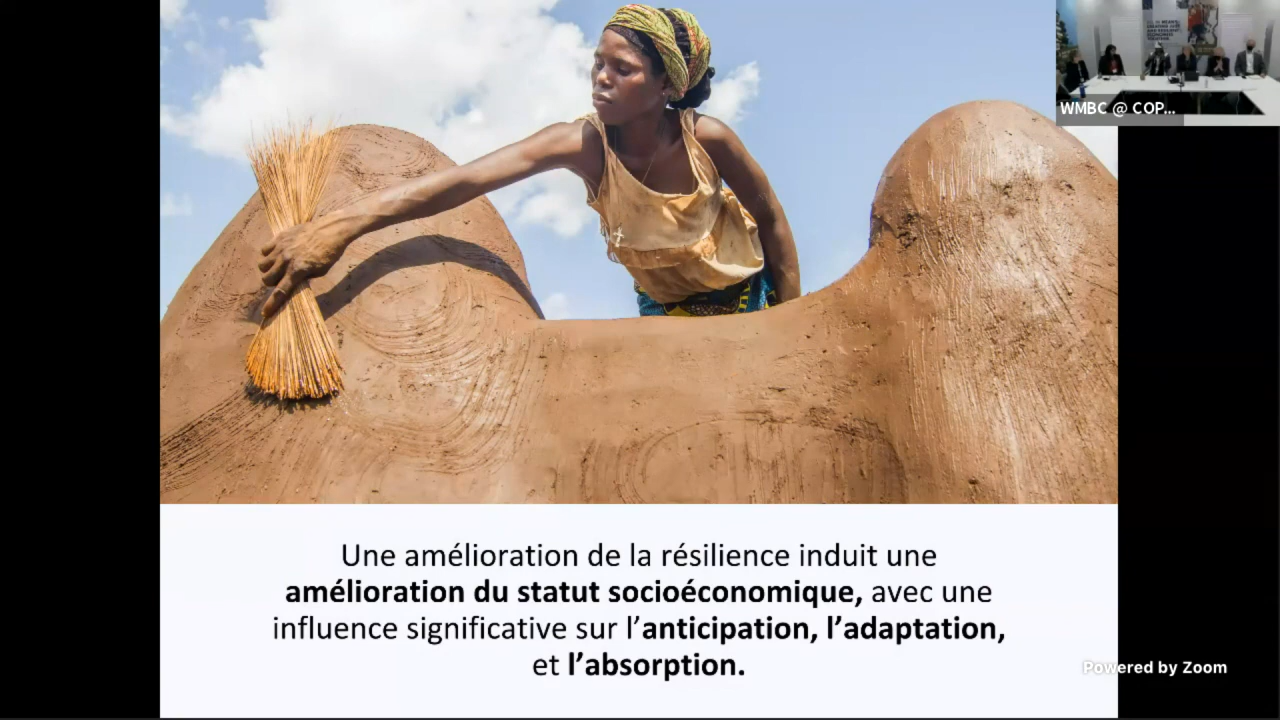 WMBC @ COP...
Une amélioration de la résilience induit une
amélioration du statut socioéconomique, avec une
influence significative sur l’anticipation, l’adaptation,
et l’absorption.
Powered by Zoom